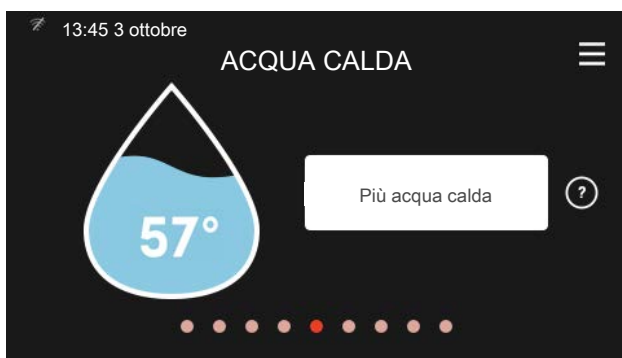 13:45 3 ottobre
ACQUA CALDA
Più acqua calda
?
57°